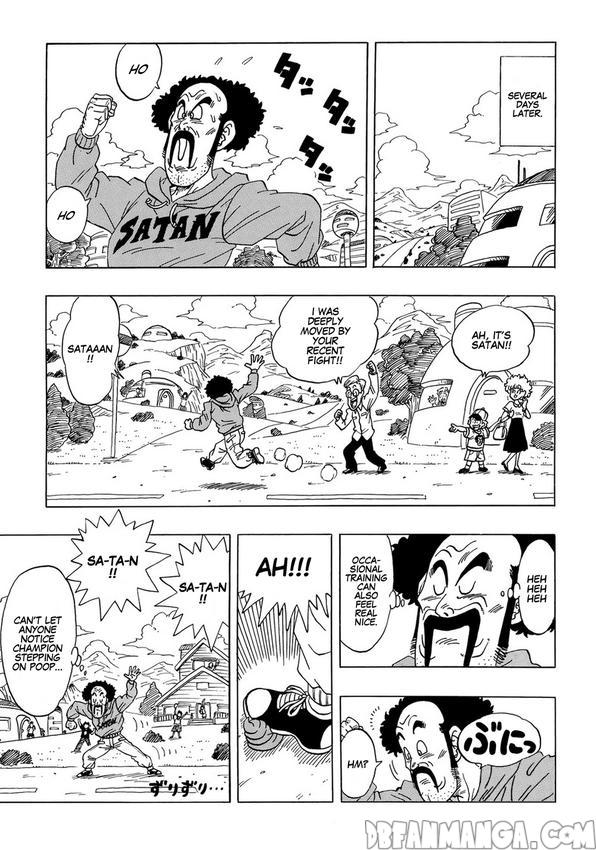 SEVERAL
DAYS
LATER.
HO
タッ
タッ
タッ
HO
SATAN
AH, IT'S
SATAN!!
I WAS
DEEPLY
MOVED BY
YOUR
RECENT
FIGHT!!
SATAAAN
!!
HEH
HEH
HEH
OCCA-
SIONAL
TRAINING
CAN
ALSO
FEEL
REAL
NICE.
ぶにっ
HM?
AH!!!
SA-TA-N
!!
SA-TA-N
!!
CAN'T LET
ANYONE
NOTICE
CHAMPION
STEPPING
ON POOP...
ずりずり…
DBFANMANGA.COM